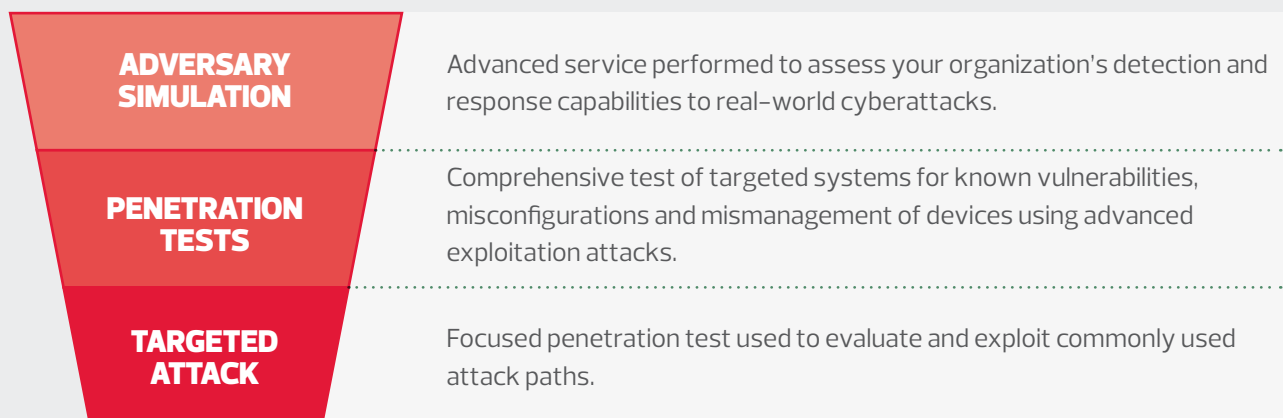 ADVERSARY
SIMULATION
Advanced service performed to assess your organization's detection and
response capabilities to real-world cyberattacks.
PENETRATION
TESTS
Comprehensive test of targeted systems for known vulnerabilities,
misconfigurations and mismanagement of devices using advanced
exploitation attacks.
TARGETED
ATTACK
Focused penetration test used to evaluate and exploit commonly used
attack paths.